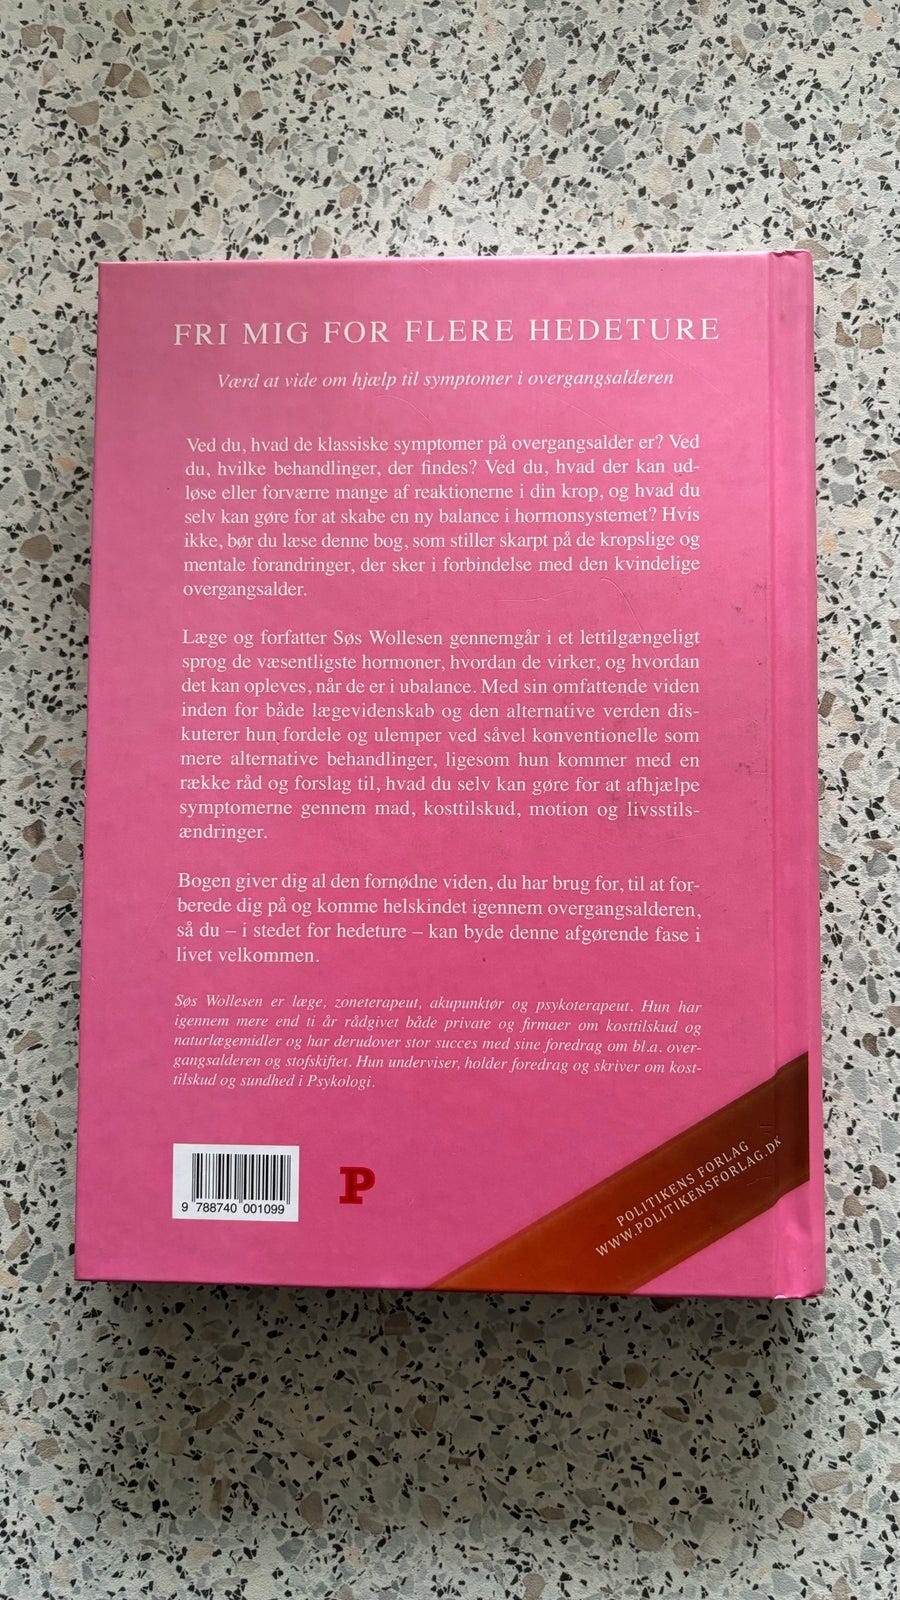 FRI MIG FOR FLERE HEDETURE
Værd at vide om hjælp til symptomer i overgangsalderen
Ved du, hvad de klassiske symptomer på overgangsalder er? Ved
du, hvilke behandlinger, der findes? Ved du, hvad der kan ud-
løse eller forværre mange af reaktionerne i din krop, og hvad du
selv kan gøre for at skabe en ny balance i hormonsystemet? Hvis
ikke, bør du læse denne bog, som stiller skarpt på de kropslige og
mentale forandringer, der sker i forbindelse med den kvindelige
overgangsalder.
Læge og forfatter Søs Wollesen gennemgår i et lettilgængeligt
sprog de væsentligste hormoner, hvordan de virker, og hvordan
det kan opleves, når de er i ubalance. Med sin omfattende viden
inden for både lægevidenskab og den alternative verden dis-
kuterer hun fordele og ulemper ved såvel konventionelle som
mere alternative behandlinger, ligesom hun kommer med en
række råd og forslag til, hvad du selv kan gøre for at afhjælpe
symptomerne gennem mad, kosttilskud, motion og livsstils-
ændringer.
Bogen giver dig al den fornødne viden, du har brug for, til at for-
berede dig på og komme helskindet igennem overgangsalderen,
så du – i stedet for hedeture – kan byde denne afgørende fase i
livet velkommen.
Søs Wollesen er læge, zoneterapeut, akupunktør og psykoterapeut. Hun har
igennem mere end ti år rådgivet både private og firmaer om kosttilskud og
naturlægemidler og har derudover stor succes med sine foredrag om bl.a. over-
gangsalderen og stofskiftet. Hun underviser, holder foredrag og skriver om kost-
tilskud og sundhed i Psykologi.
9 788740 001099
P
POLITIKENS FORLAG
WWW.POLITIKENSFORLAG.DK